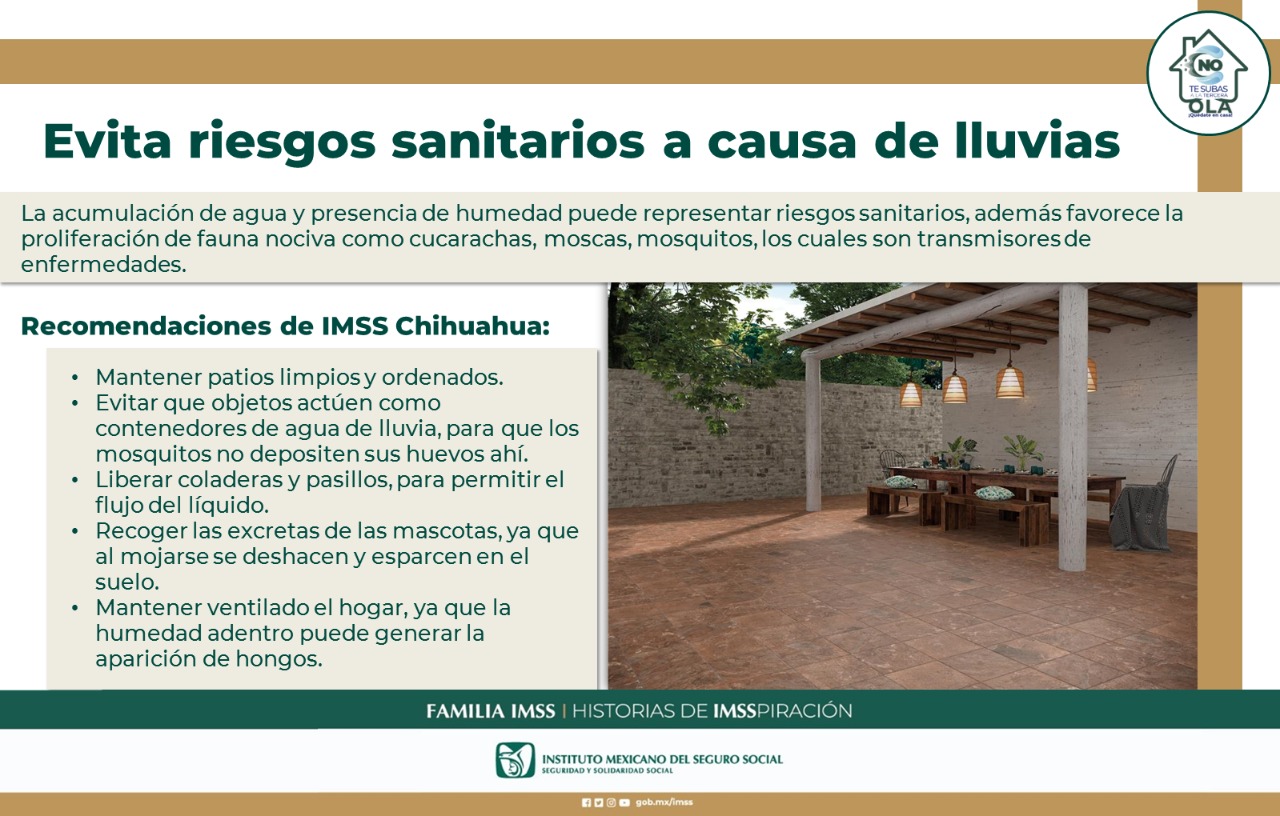 NO
TE SUBAS
A LA TERCERA
OLA
¡Quédate en casa!
Evita riesgos sanitarios a causa de lluvias
La acumulación de agua y presencia de humedad puede representar riesgos sanitarios, además favorece la
proliferación de fauna nociva como cucarachas, moscas, mosquitos, los cuales son transmisores de
enfermedades.
Recomendaciones de IMSS Chihuahua:
• Mantener patios limpios y ordenados.
• Evitar que objetos actúen como
contenedores de agua de lluvia, para que los
mosquitos no depositen sus huevos ahí.
• Liberar coladeras y pasillos, para permitir el
flujo del líquido.
• Recoger las excretas de las mascotas, ya que
al mojarse se deshacen y esparcen en el
suelo.
• Mantener ventilado el hogar, ya que la
humedad adentro puede generar la
aparición de hongos.
FAMILIA IMSS | HISTORIAS DE IMSSPIRACIÓN
INSTITUTO MEXICANO DEL SEGURO SOCIAL
SEGURIDAD Y SOLIDARIDAD SOCIAL
gob.mx/imss